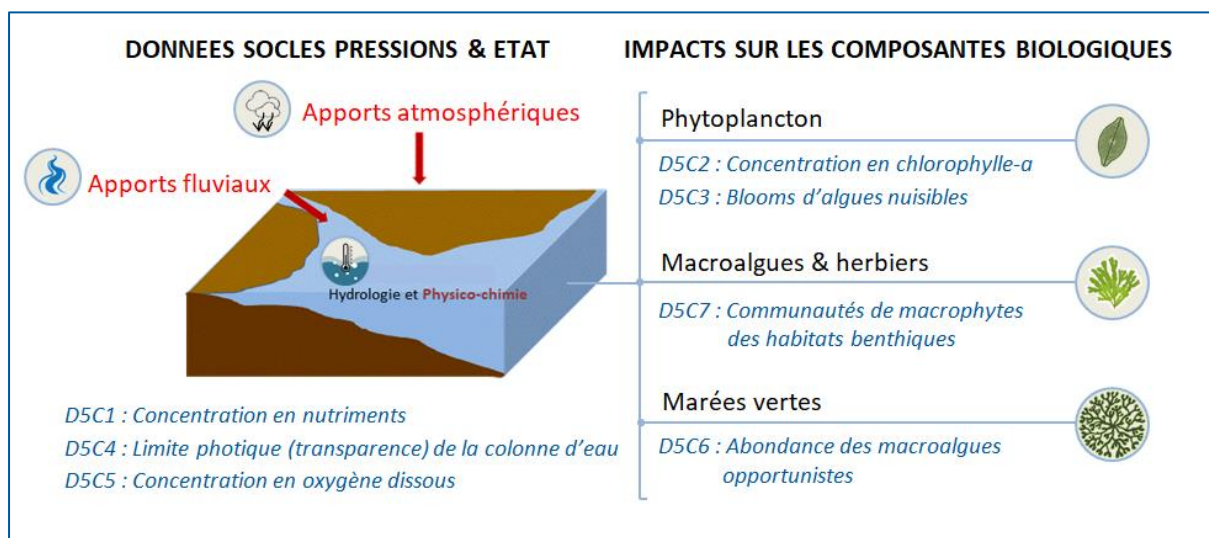 DONNEES SOCLES PRESSIONS & ETAT
Apports atmosphériques
Apports fluviaux
Hydrologie et Physico-chimie
D5C1 : Concentration en nutriments
D5C4 : Limite photique (transparence) de la colonne d'eau
D5C5 : Concentration en oxygène dissous
IMPACTS SUR LES COMPOSANTES BIOLOGIQUES
Phytoplancton
D5C2 : Concentration en chlorophylle-a
D5C3 : Blooms d'algues nuisibles
Macroalgues & herbiers
D5C7 : Communautés de macrophytes
des habitats benthiques
Marées vertes
D5C6 : Abondance des macroalgues
opportunistes